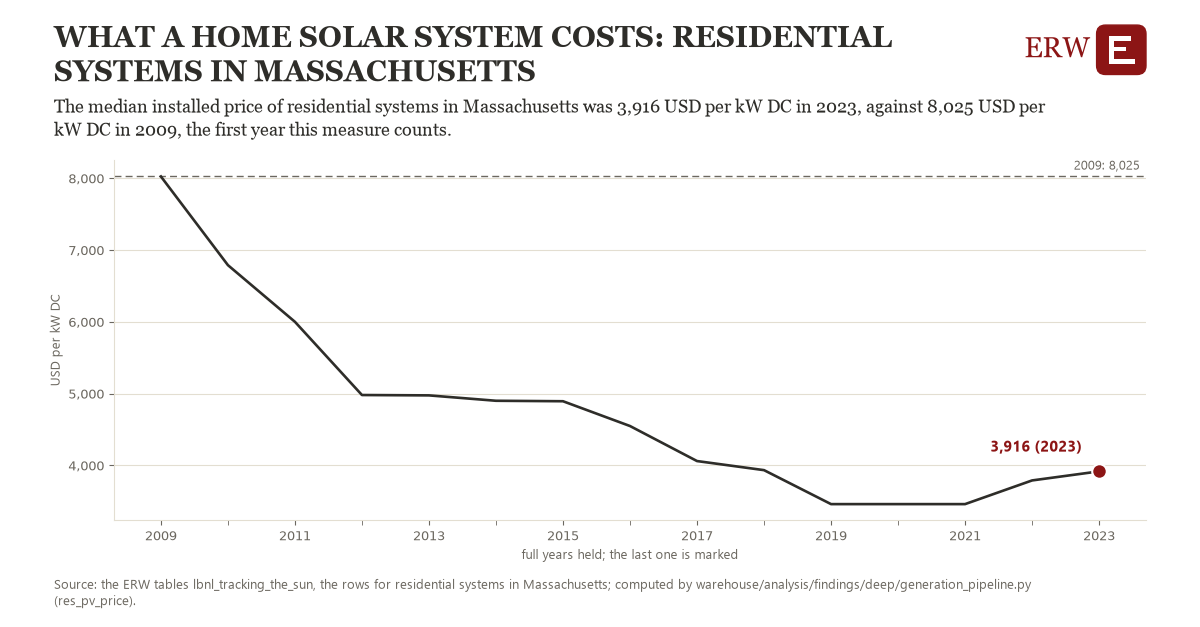 WHAT A HOME SOLAR SYSTEM COSTS: RESIDENTIAL
SYSTEMS IN MASSACHUSETTS
ERW E
The median installed price of residential systems in Massachusetts was 3,916 USD per kW DC in 2023, against 8,025 USD per
kW DC in 2009, the first year this measure counts.
2009: 8,025
8,000
7,000
6,000
5,000
4,000
USD per kW DC
3,916 (2023)
2009 2011 2013 2015 2017 2019 2021 2023
full years held; the last one is marked
Source: the ERW tables lbnl_tracking_the_sun, the rows for residential systems in Massachusetts; computed by warehouse/analysis/findings/deep/generation_pipeline.py
(res_pv_price).